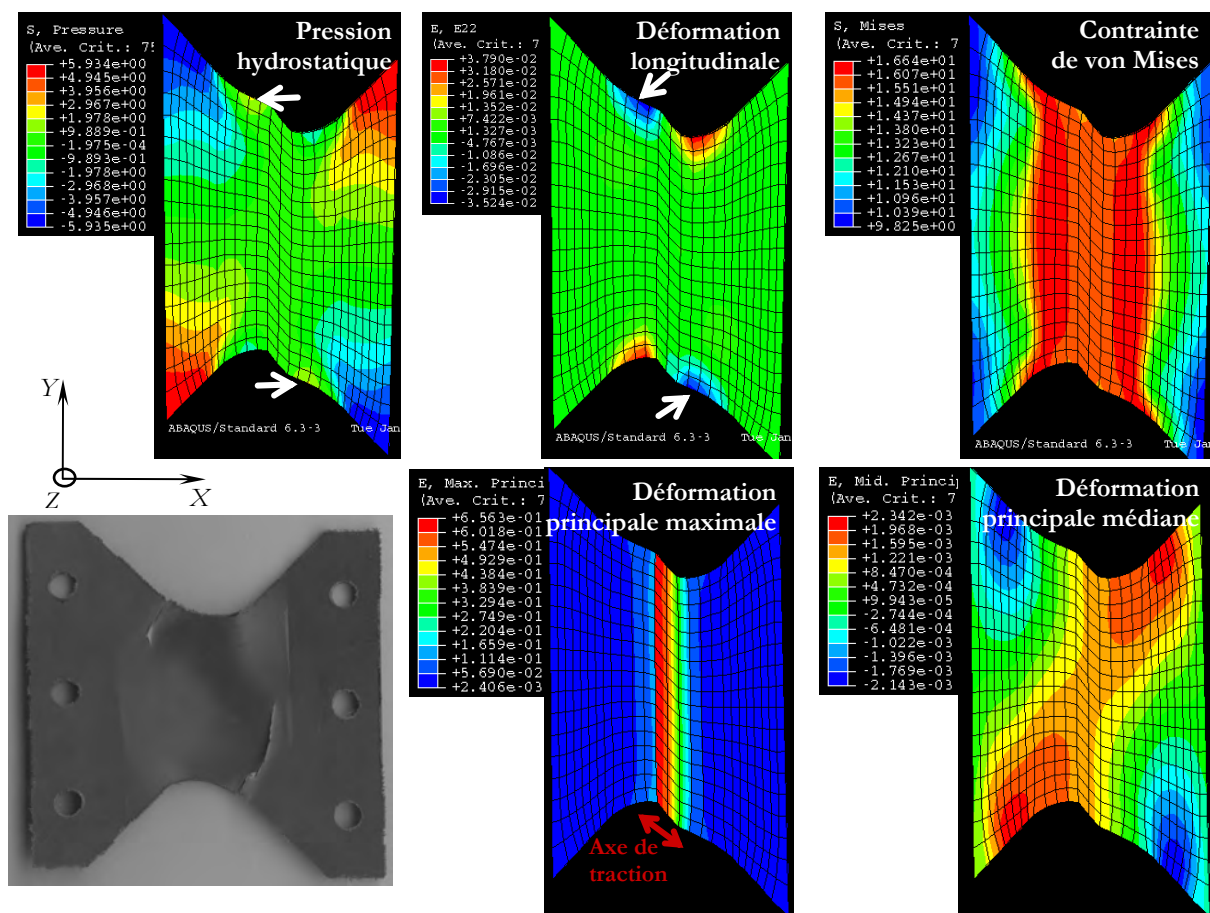 S, Pressure
(Ave. Crit.: 75
+5.934e+00
+4.945e+00
+3.956e+00
+2.967e+00
+1.978e+00
+9.889e-01
-1.975e-04
-9.893e-01
-1.978e+00
-2.968e+00
-3.957e+00
-4.946e+00
-5.935e+00
Pression
hydrostatique
ABAQUS/Standard 6.3-3 Tue Jan
E, E22
(Ave. Crit.: 7
+3.790e-02
+3.180e-02
+2.571e-02
+1.961e-02
+1.352e-02
+7.422e-03
+1.327e-03
-4.767e-03
-1.086e-02
-1.696e-02
-2.305e-02
-2.915e-02
-3.524e-02
Déformation
longitudinale
ABAQUS/Standard 6.3-3 Tue Jan
S, Mises
(Ave. Crit.: 7
+1.664e+01
+1.607e+01
+1.551e+01
+1.494e+01
+1.437e+01
+1.380e+01
+1.323e+01
+1.267e+01
+1.210e+01
+1.153e+01
+1.096e+01
+1.039e+01
+9.825e+00
Contrainte
de von Mises
ABAQUS/Standard 6.3-3 Tue Jan
Y
Z
X
E, Max. Princi
(Ave. Crit.: 7
+6.563e-01
+6.018e-01
+5.474e-01
+4.929e-01
+4.384e-01
+3.839e-01
+3.294e-01
+2.749e-01
+2.204e-01
+1.659e-01
+1.114e-01
+5.690e-02
+2.406e-03
Déformation
principale maximale
Axe de
traction
E, Mid. Princip
(Ave. Crit.: 7
+2.342e-03
+1.968e-03
+1.595e-03
+1.221e-03
+8.470e-04
+4.732e-04
+9.943e-05
-2.744e-04
-6.481e-04
-1.022e-03
-1.396e-03
-1.769e-03
-2.143e-03
Déformation
principale médiane